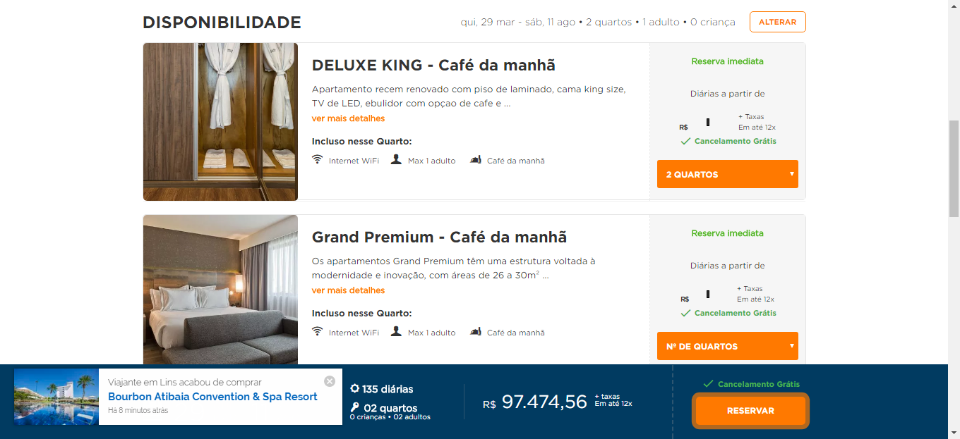 DISPONIBILIDADE
qui, 29 mar - sáb, 11 ago • 2 quartos • 1 adulto • 0 criança
ALTERAR
DELUXE KING - Café da manhã
Apartamento recem renovado com piso de laminado, cama king size,
TV de LED, ebulidor com opçao de cafe e ...
ver mais detalhes
Incluso nesse Quarto:
Internet WiFi Max 1 adulto Café da manhã
Reserva imediata
Diárias a partir de
R$
+ Taxas
Em até 12x
Cancelamento Grátis
2 QUARTOS
Grand Premium - Café da manhã
Os apartamentos Grand Premium têm uma estrutura voltada à
modernidade e inovação, com áreas de 26 a 30m² ...
ver mais detalhes
Incluso nesse Quarto:
Internet WiFi Max 1 adulto Café da manhã
Reserva imediata
Diárias a partir de
R$
+ Taxas
Em até 12x
Cancelamento Grátis
Nº DE QUARTOS
Viajante em Lins acabou de comprar
Bourbon Atibaia Convention & Spa Resort
Há 8 minutos atrás
135 diárias
02 quartos
0 crianças • 02 adultos
R$ 97.474,56
+ taxas
Em até 12x
Cancelamento Grátis
RESERVAR